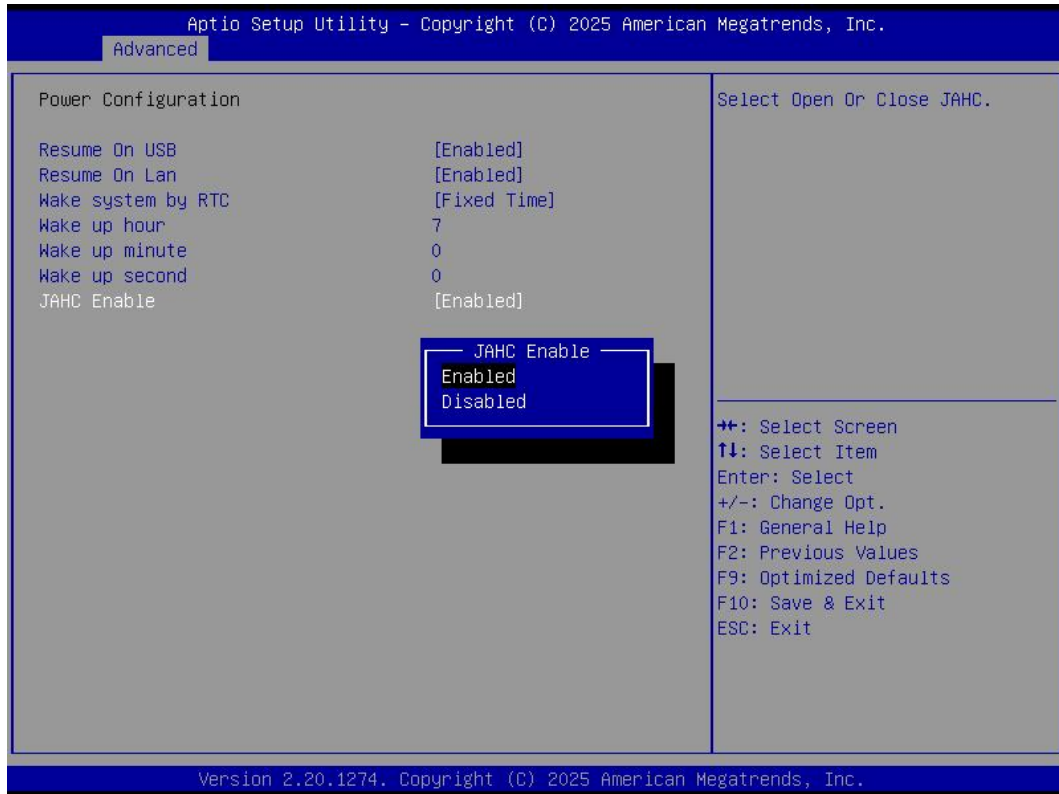 Aptio Setup Utility – Copyright (C) 2025 American Megatrends, Inc.
Advanced
Power Configuration
Resume On USB [Enabled]
Resume On Lan [Enabled]
Wake system by RTC [Fixed Time]
Wake up hour 7
Wake up minute 0
Wake up second 0
JAHC Enable [Enabled]
JAHC Enable
Enabled
Disabled
Select Open Or Close JAHC.
→←: Select Screen
↑↓: Select Item
Enter: Select
+/-: Change Opt.
F1: General Help
F2: Previous Values
F9: Optimized Defaults
F10: Save & Exit
ESC: Exit
Version 2.20.1274. Copyright (C) 2025 American Megatrends, Inc.